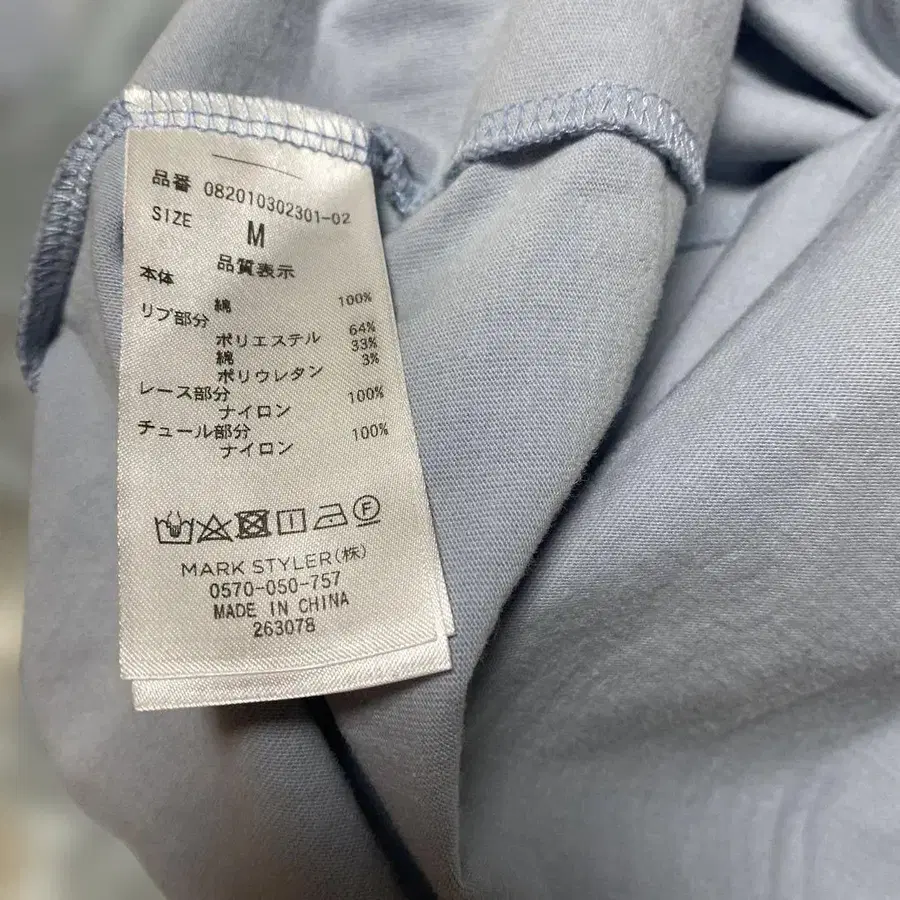 品番 082010302301-02
SIZE M
品質表示
本体
綿 100%
リブ部分
ポリエステル 64%
綿 33%
ポリウレタン 3%
レース部分
ナイロン 100%
チュール部分
ナイロン 100%
F
MARK STYLER(株)
0570-050-757
MADE IN CHINA
263078